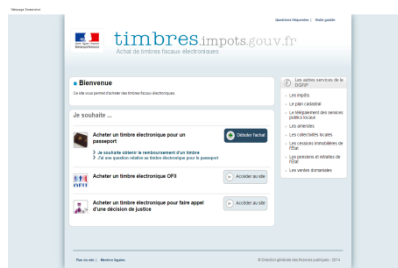 Questions fréquentes | Visite guidée
timbres.impots.gouv.fr
Achat de timbres fiscaux électroniques
Bienvenue
Ce site vous permet d'acheter des timbres fiscaux électroniques.
Je souhaite ...
Acheter un timbre électronique pour un
passeport
Débuter l'achat
Je souhaite obtenir le remboursement d'un timbre
J'ai une question relative au timbre électronique pour le passeport
Acheter un timbre électronique OFII
Accéder au site
Acheter un timbre électronique pour faire appel
d'une décision de justice
Accéder au site
Les autres services de la
DGFIP
Les impôts
Le plan cadastral
Le télépaiement des services
publics locaux
Les amendes
Les collectivités locales
Les cessions immobilières de
l'État
Les pensions et retraites de
l'État
Les ventes domaniales
Plan du site | Mentions légales
© Direction générale des finances publiques - 2014